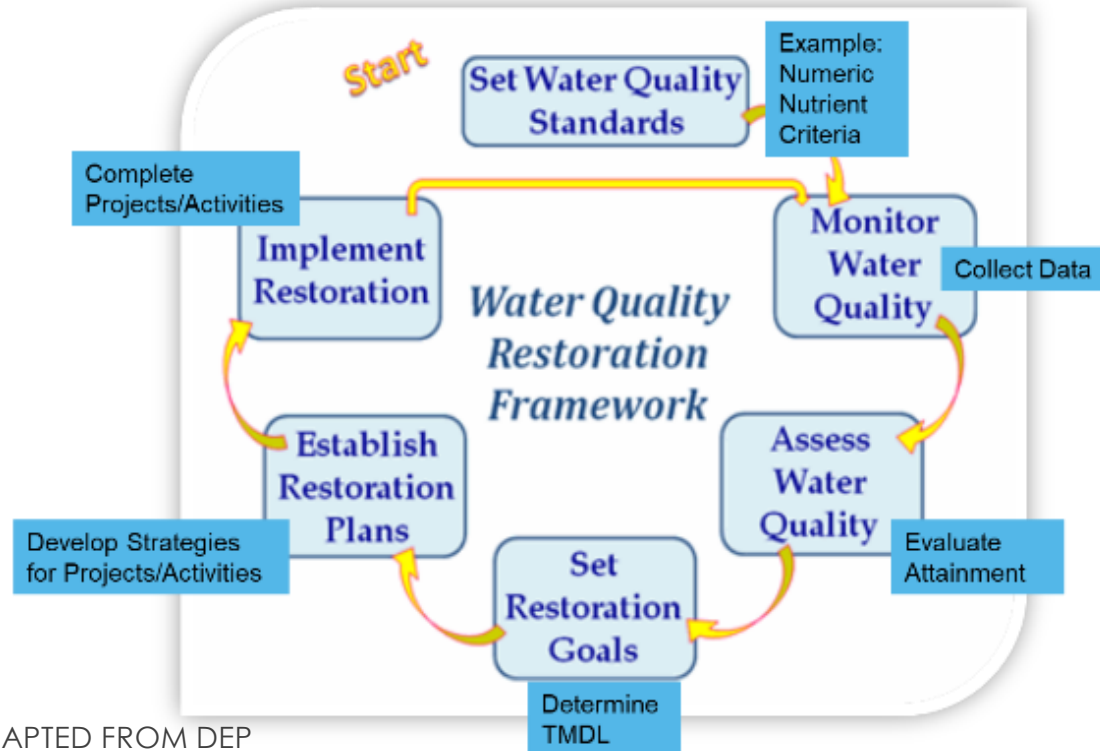 Start
Set Water Quality
Standards
Example:
Numeric
Nutrient
Criteria
Complete
Projects/Activities
Implement
Restoration
Monitor
Water
Quality
Collect Data
Water Quality
Restoration
Framework
Establish
Restoration
Plans
Assess
Water
Quality
Develop Strategies
for Projects/Activities
Evaluate
Attainment
Set
Restoration
Goals
Determine
TMDL
APTED FROM DEP